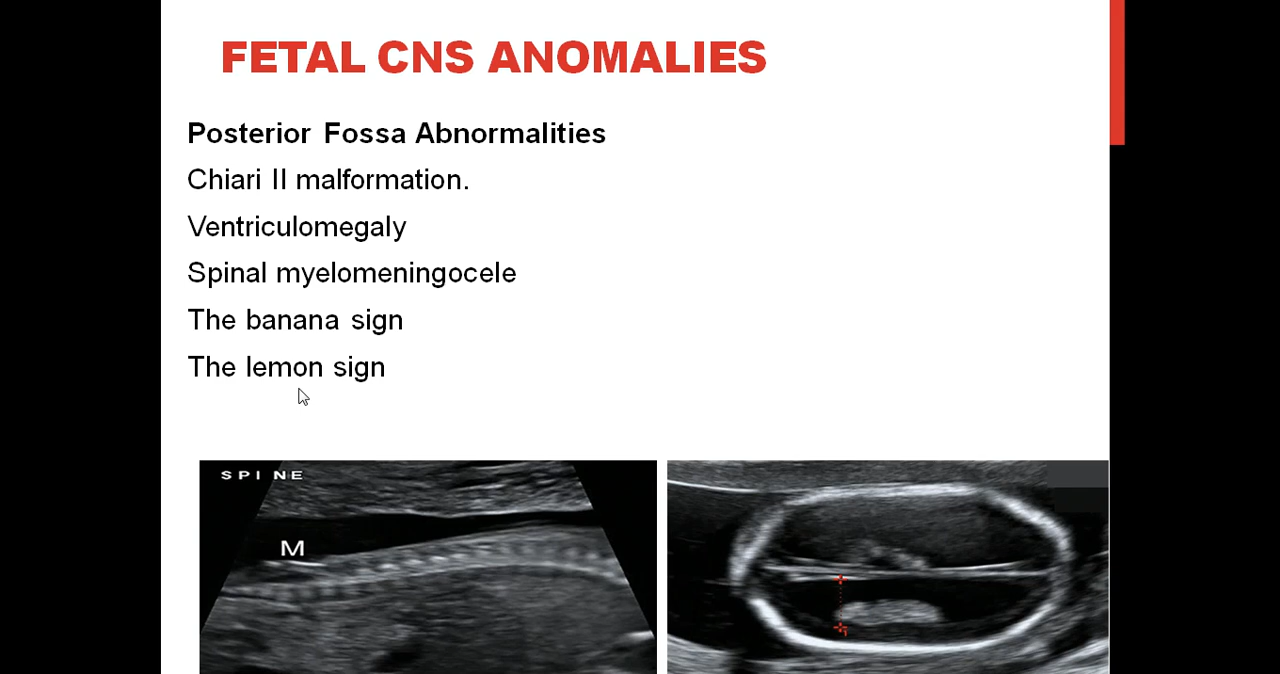 FETAL CNS ANOMALIES
Posterior Fossa Abnormalities
Chiari II malformation.
Ventriculomegaly
Spinal myelomeningocele
The banana sign
The lemon sign
SPINE
M